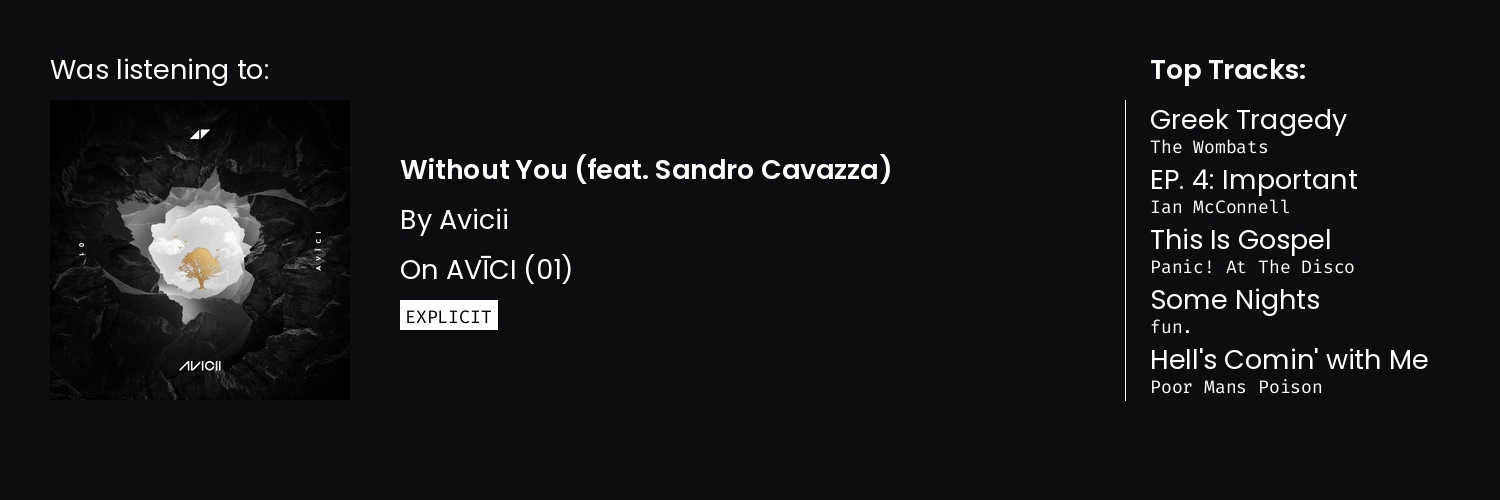 Was listening to:
AVICI
01
AVICII
Without You (feat. Sandro Cavazza)
By Avicii
On AVĪCI (01)
EXPLICIT
Top Tracks:
Greek Tragedy
The Wombats
EP. 4: Important
Ian McConnell
This Is Gospel
Panic! At The Disco
Some Nights
fun.
Hell's Comin' with Me
Poor Mans Poison